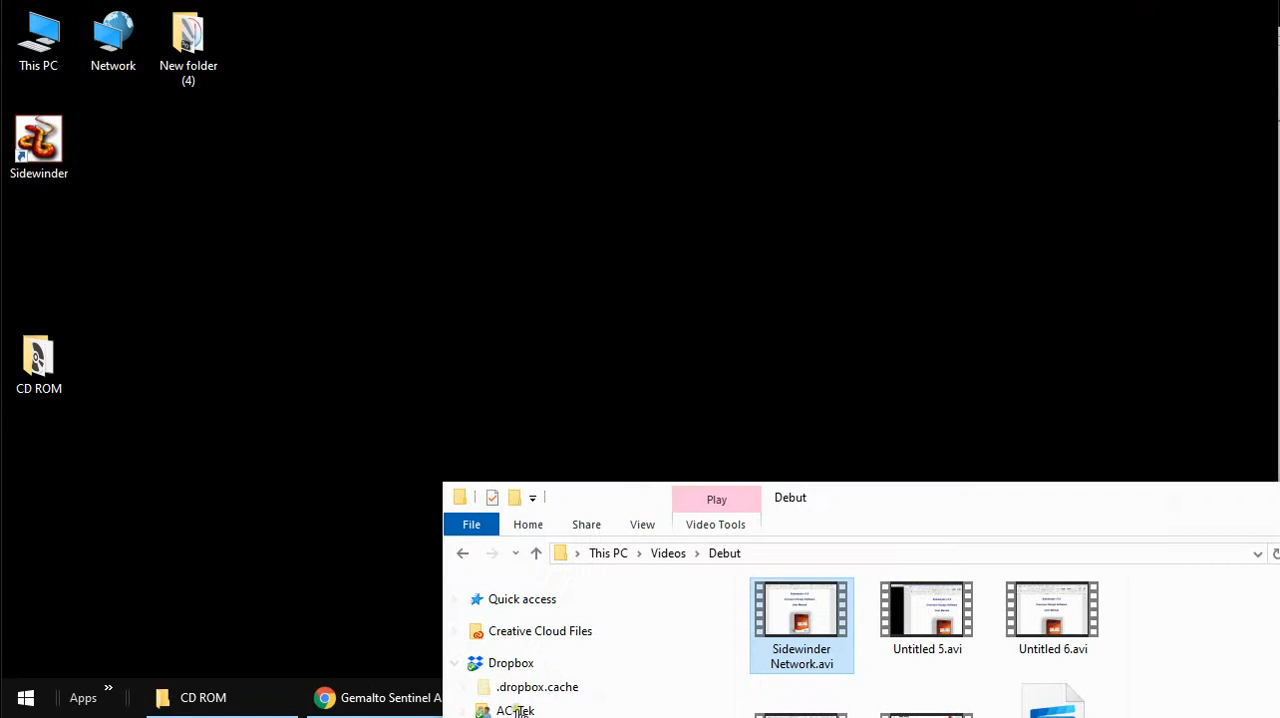 This PC
Network
New folder
(4)
Sidewinder
CD ROM
Play
Debut
File
Home
Share
View
Video Tools
This PC
Videos
Debut
Quick access
Creative Cloud Files
Dropbox
.dropbox.cache
Sidewinder
Network.avi
Untitled 5.avi
Untitled 6.avi
Apps
»
CD ROM
Gemalto Sentinel A